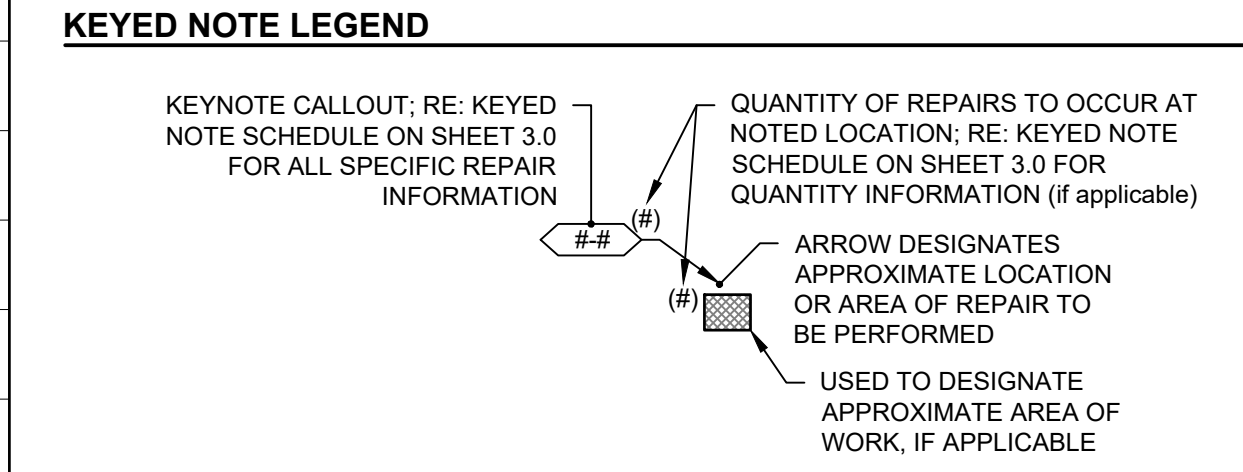 KEYED NOTE LEGEND
KEYNOTE CALLOUT; RE: KEYED
NOTE SCHEDULE ON SHEET 3.0
FOR ALL SPECIFIC REPAIR
INFORMATION
QUANTITY OF REPAIRS TO OCCUR AT
NOTED LOCATION; RE: KEYED NOTE
SCHEDULE ON SHEET 3.0 FOR
QUANTITY INFORMATION (if applicable)
(#)
#-#
(#)
ARROW DESIGNATES
APPROXIMATE LOCATION
OR AREA OF REPAIR TO
BE PERFORMED
USED TO DESIGNATE
APPROXIMATE AREA OF
WORK, IF APPLICABLE